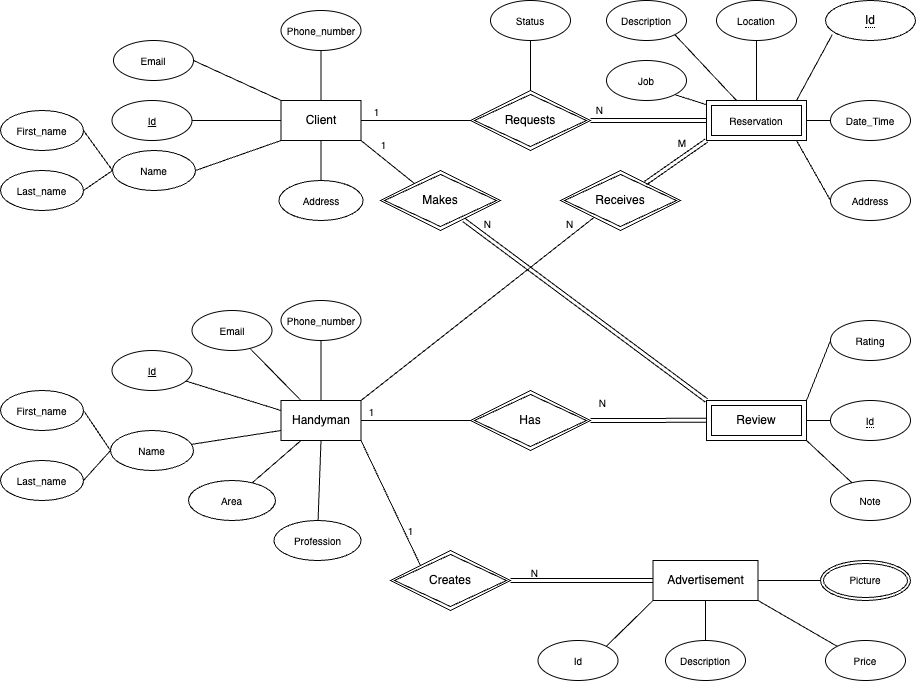 Status
Description
Location
Id
Phone_number
Email
Job
Id
Client
1
Requests
N
Reservation
Date_Time
First_name
Name
1
M
Last_name
Address
Makes
Receives
Address
N
N
Phone_number
Email
Rating
Id
First_name
Handyman
1
Has
N
Review
Id
Name
Last_name
Area
Note
Profession
1
Creates
N
Advertisement
Picture
Id
Description
Price